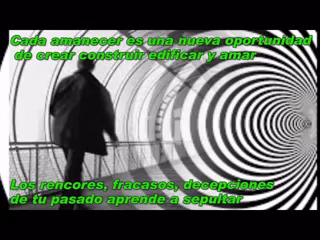 Cada amanecer es una nueva oportunidad
de crear construir edificar y amar
Los rencores, fracasos, decepciones
de tu pasado aprende a sepultar